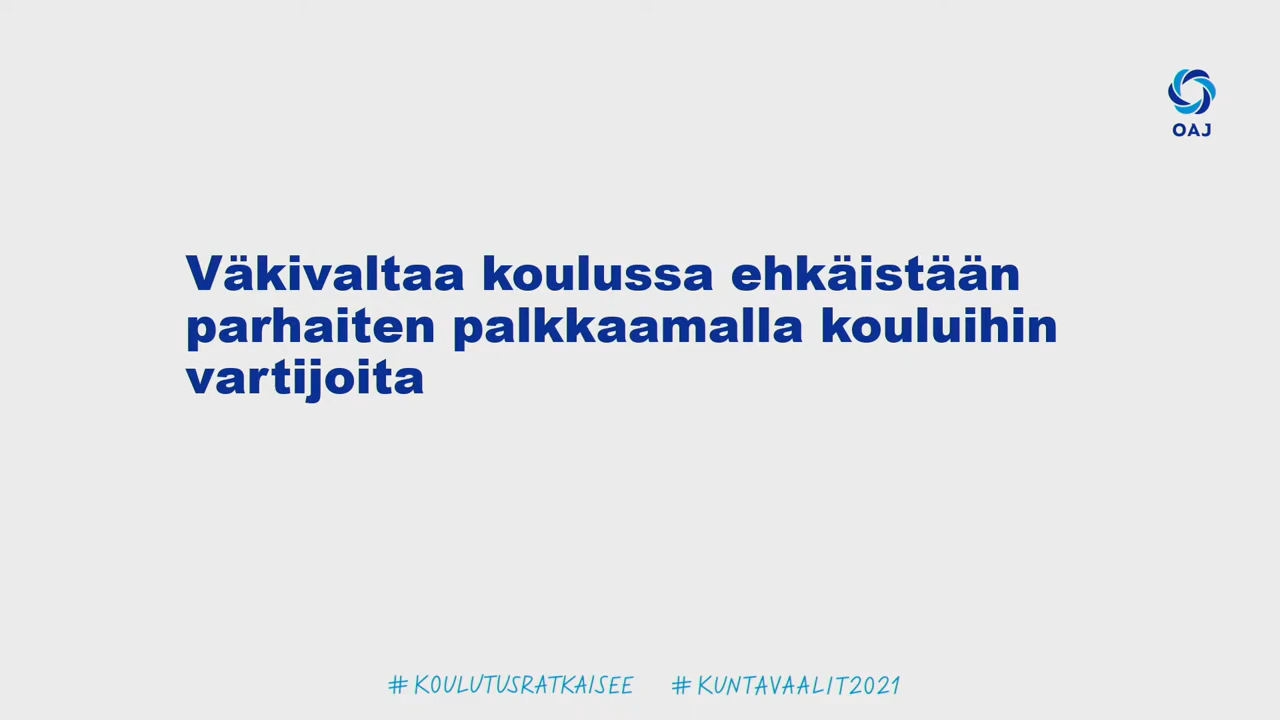 OAJ
Väkivaltaa koulussa ehkäistään
parhaiten palkkaamalla kouluihin
vartijoita
#KOULUTUSRATKAISEE #KUNTAVAALIT2021